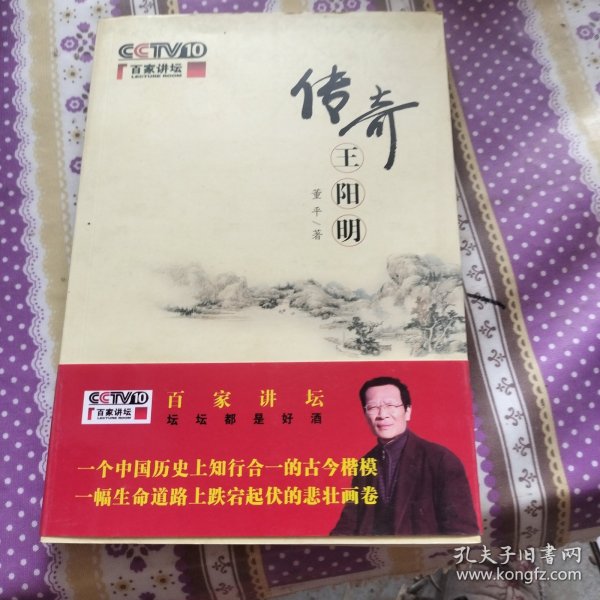 CCTV10
百家讲坛
LECTURE ROOM
传奇
王阳明
董平/著
CCTV10
百家讲坛
LECTURE ROOM
百家讲坛
坛坛都是好酒
一个中国历史上知行合一的古今楷模
一幅生命道路上跌宕起伏的悲壮画卷
孔夫子旧书网
www.kongfz.com